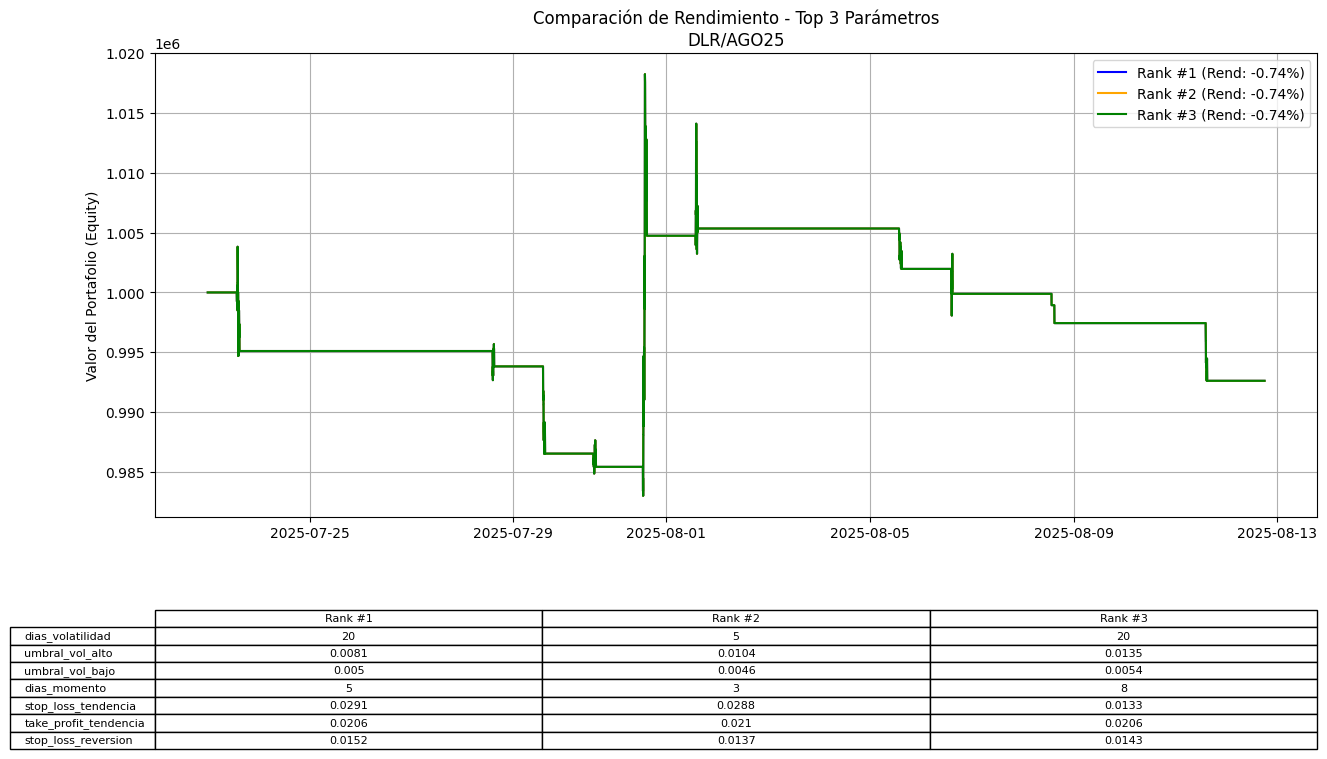 Comparación de Rendimiento - Top 3 Parámetros
DLR/AGO25
1e6
1.020
1.015
1.010
1.005
1.000
0.995
0.990
0.985
Valor del Portafolio (Equity)
Rank #1 (Rend: -0.74%)
Rank #2 (Rend: -0.74%)
Rank #3 (Rend: -0.74%)
2025-07-25 2025-07-29 2025-08-01 2025-08-05 2025-08-09 2025-08-13
Rank #1 Rank #2 Rank #3
dias_volatilidad 20 5 20
umbral_vol_alto 0.0081 0.0104 0.0135
umbral_vol_bajo 0.005 0.0046 0.0054
dias_momento 5 3 8
stop_loss_tendencia 0.0291 0.0288 0.0133
take_profit_tendencia 0.0206 0.021 0.0206
stop_loss_reversion 0.0152 0.0137 0.0143